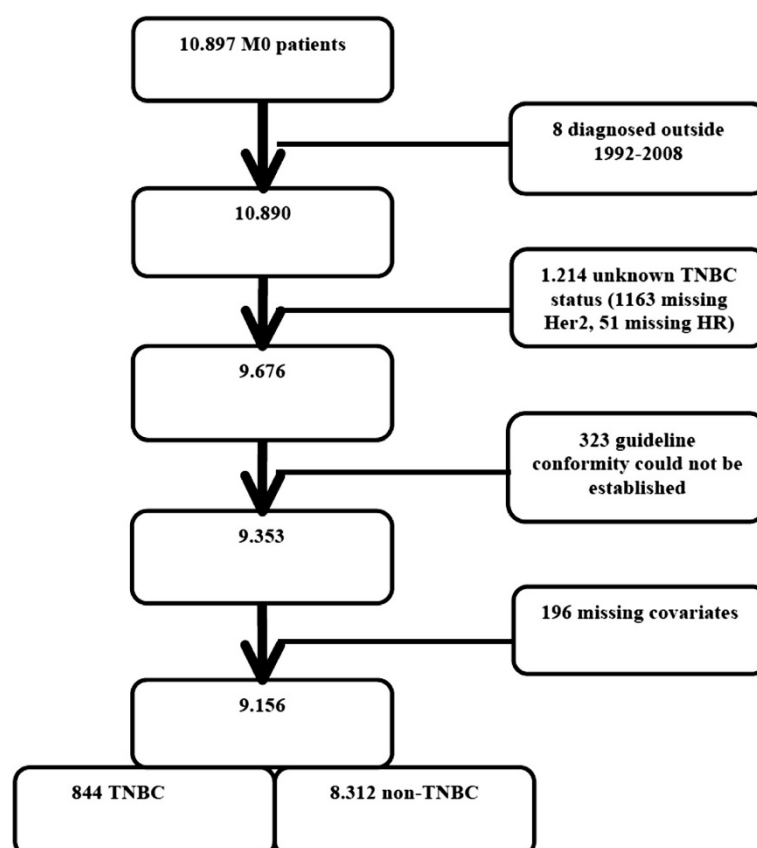 10.897 M0 patients
8 diagnosed outside
1992-2008
10.890
1.214 unknown TNBC
status (1163 missing
Her2, 51 missing HR)
9.676
323 guideline
conformity could not be
established
9.353
196 missing covariates
9.156
844 TNBC
8.312 non-TNBC